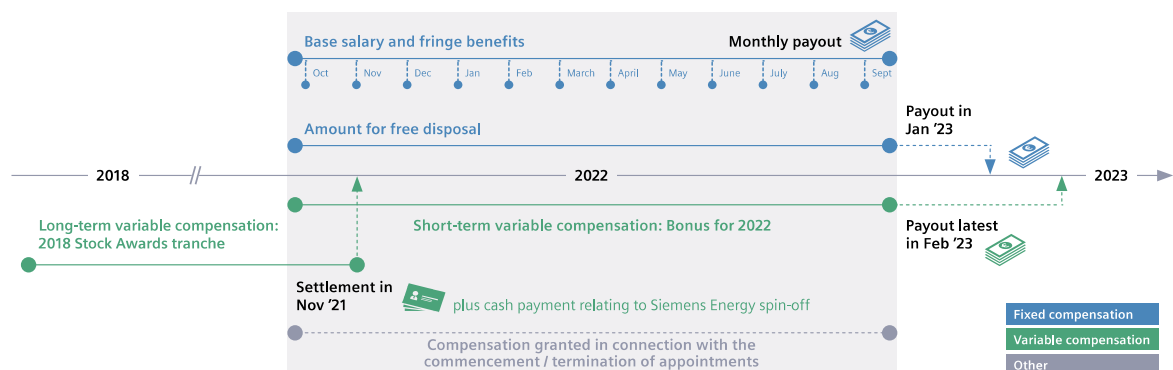 Base salary and fringe benefits
Monthly payout
Oct
Nov
Dec
Jan
Feb
March
April
May
June
July
Aug
Sept
Amount for free disposal
Payout in
Jan ’23
2018
2022
2023
Long-term variable compensation:
2018 Stock Awards tranche
Short-term variable compensation: Bonus for 2022
Payout latest
in Feb ’23
Settlement in
Nov ’21
plus cash payment relating to Siemens Energy spin-off
Compensation granted in connection with the
commencement / termination of appointments
Fixed compensation
Variable compensation
Other